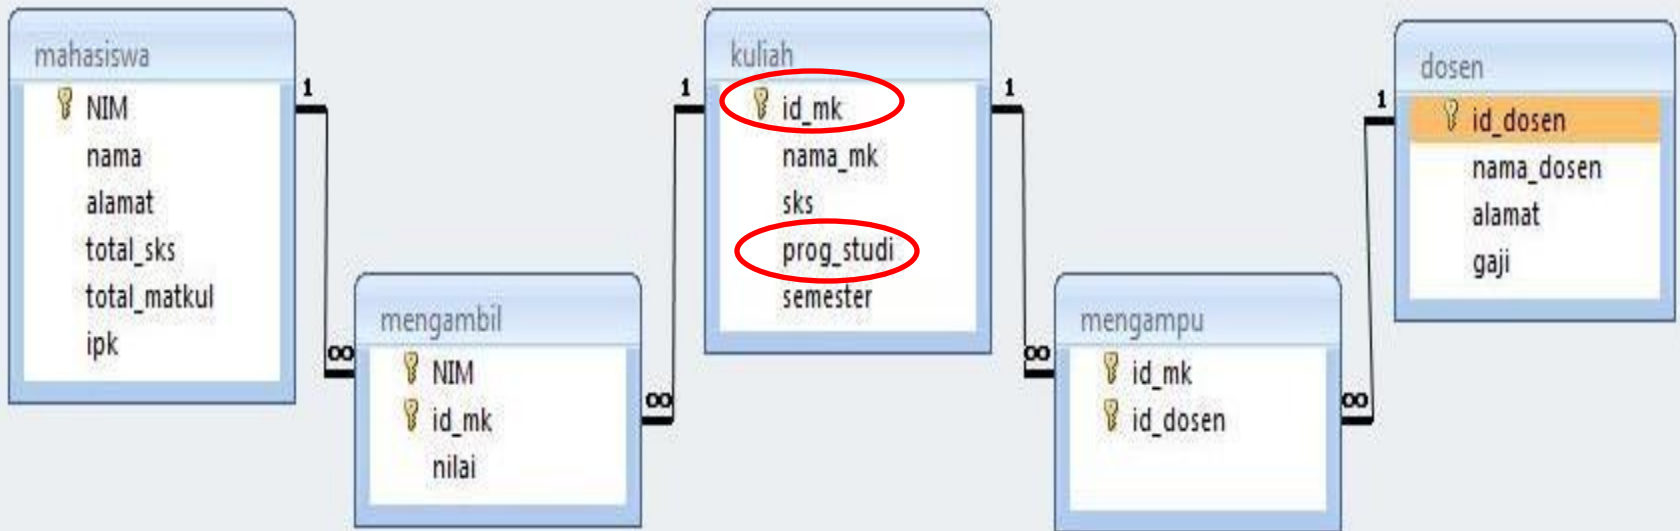 mahasiswa
NIM
nama
alamat
total_sks
total_matkul
ipk
1
∞
mengambil
NIM
id_mk
nilai
1
∞
kuliah
id_mk
nama_mk
sks
prog_studi
semester
1
∞
mengampu
id_mk
id_dosen
1
∞
dosen
id_dosen
nama_dosen
alamat
gaji